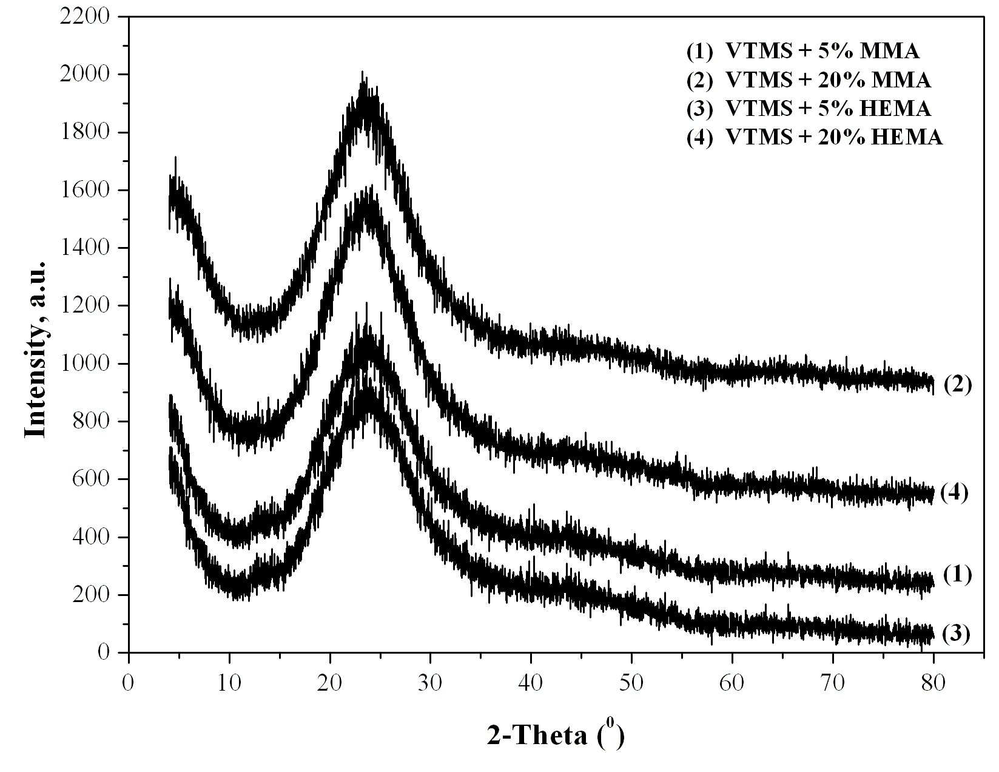 2200
2000
1800
1600
1400
1200
1000
800
600
400
200
0
Intensity, a.u.
(1) VTMS + 5% MMA
(2) VTMS + 20% MMA
(3) VTMS + 5% HEMA
(4) VTMS + 20% HEMA
(2)
(4)
(1)
(3)
0 10 20 30 40 50 60 70 80
2-Theta (⁰)